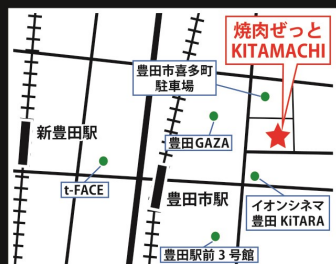 焼肉ぜっと
KITAMACHI
豊田市喜多町
駐車場
新豊田駅
豊田GAZA
t-FACE
豊田市駅
イオンシネマ
豊田 KiTARA
豊田駅前3号館